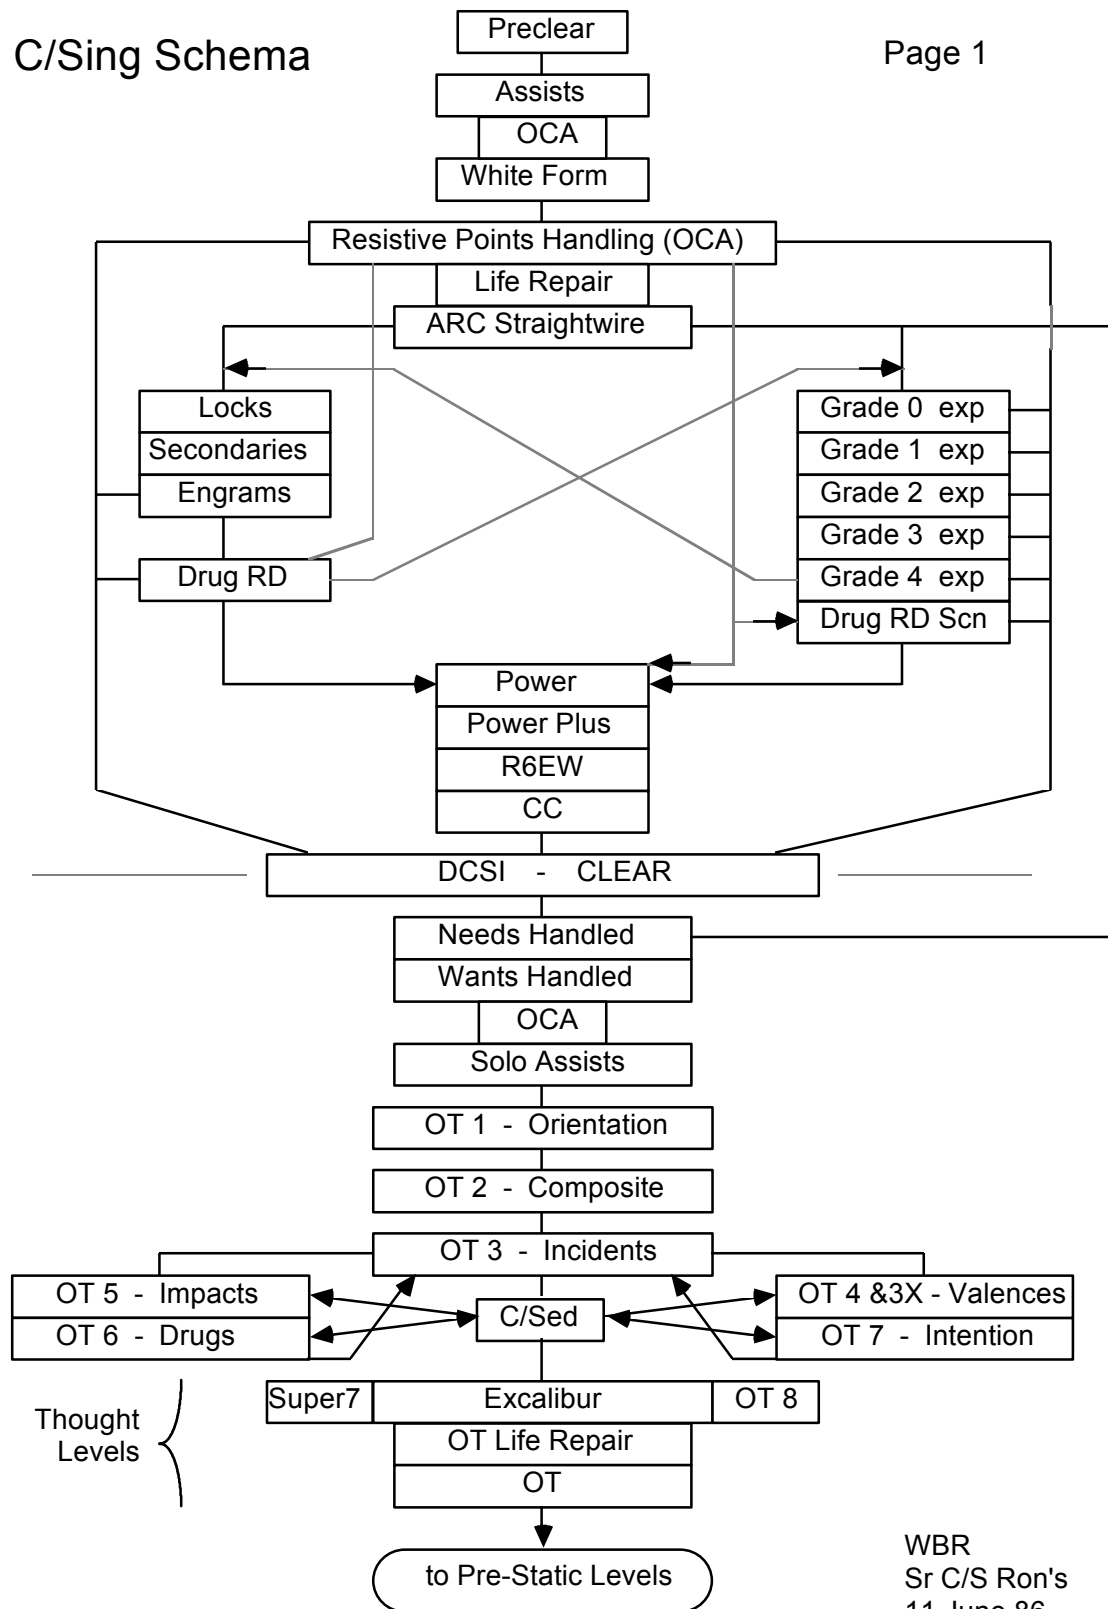 C/Sing Schema
Page 1
Preclear
Assists
OCA
White Form
Resistive Points Handling (OCA)
Life Repair
ARC Straightwire
Locks
Secondaries
Engrams
Drug RD
Grade 0 exp
Grade 1 exp
Grade 2 exp
Grade 3 exp
Grade 4 exp
Drug RD Scn
Power
Power Plus
R6EW
CC
DCSI - CLEAR
Needs Handled
Wants Handled
OCA
Solo Assists
OT 1 - Orientation
OT 2 - Composite
OT 3 - Incidents
OT 5 - Impacts
OT 6 - Drugs
C/Sed
OT 4 &3X - Valences
OT 7 - Intention
Thought
Levels
Super7
Excalibur
OT 8
OT Life Repair
OT
to Pre-Static Levels
WBR
Sr C/S Ron's
11 June 86